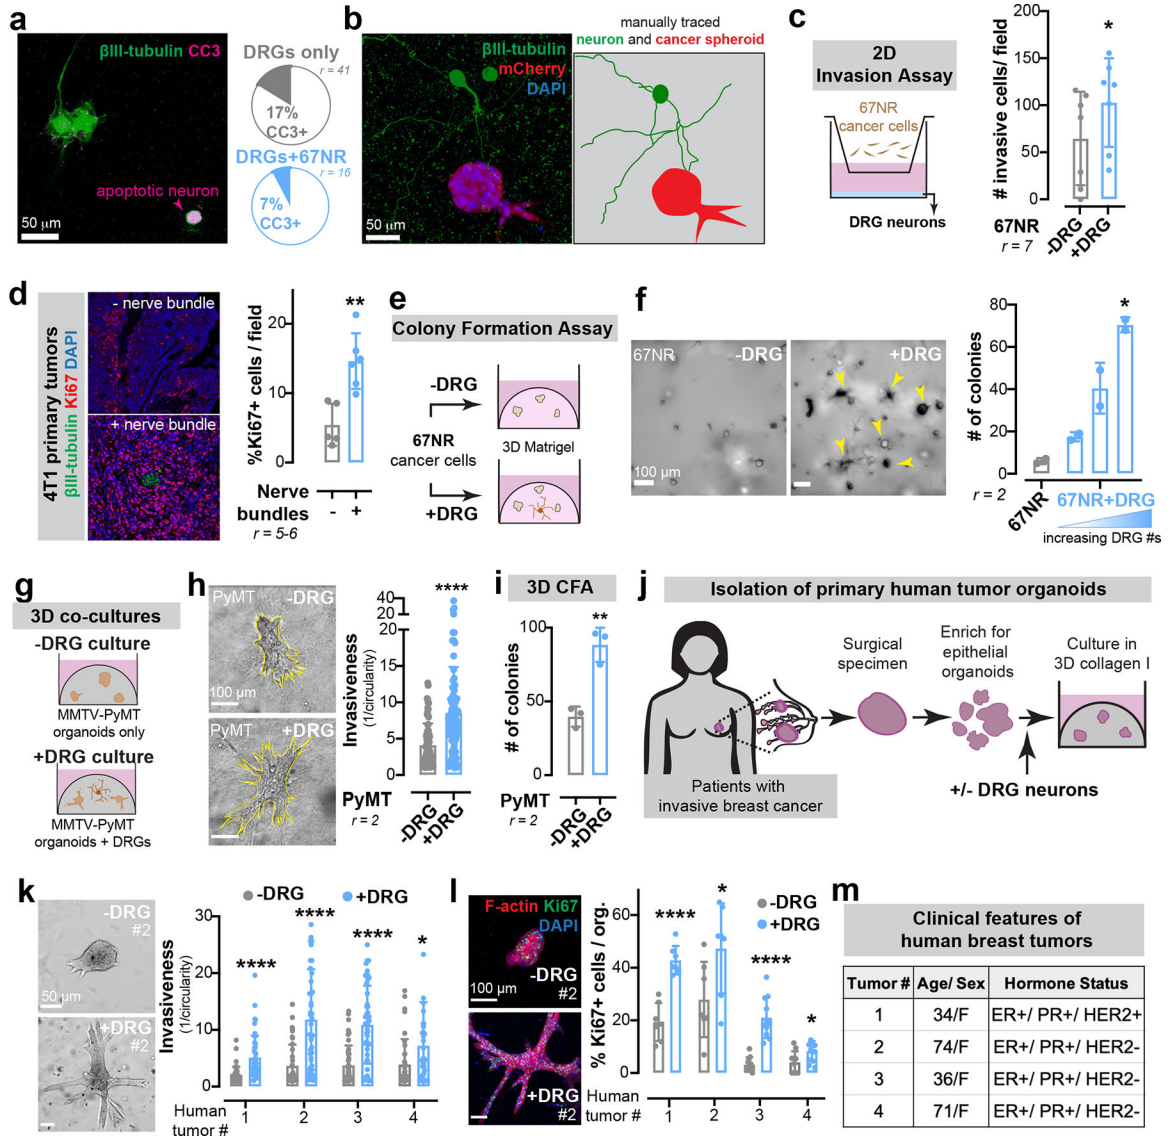 a
βIII-tubulin CC3
apoptotic neuron
50 μm
DRGs only
r = 41
17%
CC3+
DRGs+67NR
r = 16
7%
CC3+
b
βIII-tubulin
mCherry
DAPI
50 μm
manually traced
neuron and cancer spheroid
c
2D
Invasion Assay
67NR
cancer cells
DRG neurons
# invasive cells/ field
200
150
100
50
0
*
67NR
-DRG
+DRG
r = 7
d
4T1 primary tumors
βIII-tubulin Ki67 DAPI
- nerve bundle
+ nerve bundle
%Ki67+ cells / field
20
10
0
**
Nerve
bundles
- +
r = 5-6
e
Colony Formation Assay
-DRG
67NR
cancer cells
3D Matrigel
+DRG
f
67NR
-DRG
+DRG
100 μm
# of colonies
80
60
40
20
0
*
r = 2
67NR
67NR+DRG
increasing DRG #s
g
3D co-cultures
-DRG culture
MMTV-PyMT
organoids only
+DRG culture
MMTV-PyMT
organoids + DRGs
h
PyMT
-DRG
100 μm
PyMT
+DRG
Invasiveness
(1/circularity)
40
20
20
15
10
5
0
****
PyMT
-DRG
+DRG
r = 2
i
3D CFA
# of colonies
100
50
0
**
PyMT
-DRG
+DRG
r = 2
j
Isolation of primary human tumor organoids
Patients with
invasive breast cancer
Surgical
specimen
Enrich for
epithelial
organoids
Culture in
3D collagen I
+/- DRG neurons
k
-DRG
#2
50 μm
+DRG
#2
-DRG
+DRG
Invasiveness
(1/circularity)
30
20
10
0
****
****
****
*
Human
tumor #
1 2 3 4
l
F-actin Ki67
DAPI
-DRG
#2
100 μm
+DRG
#2
% Ki67+ cells / org.
60
40
20
0
****
*
****
*
-DRG
+DRG
Human
tumor #
1 2 3 4
m
Clinical features of
human breast tumors
Tumor # Age/ Sex Hormone Status
1 34/F ER+/ PR+/ HER2+
2 74/F ER+/ PR+/ HER2-
3 36/F ER+/ PR+/ HER2-
4 71/F ER+/ PR+/ HER2-